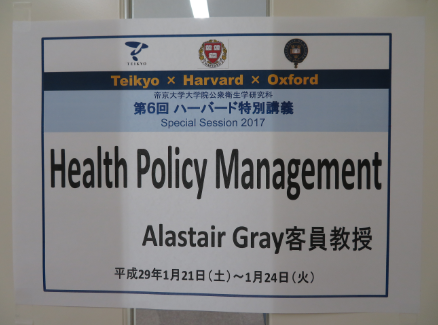 TEIKYO
Teikyo × Harvard × Oxford
帝京大学大学院公衆衛生学研究科
第6回 ハーバード特別講義
Special Session 2017
Health Policy Management
Alastair Gray客員教授
平成29年1月21日(土)～1月24日(火)